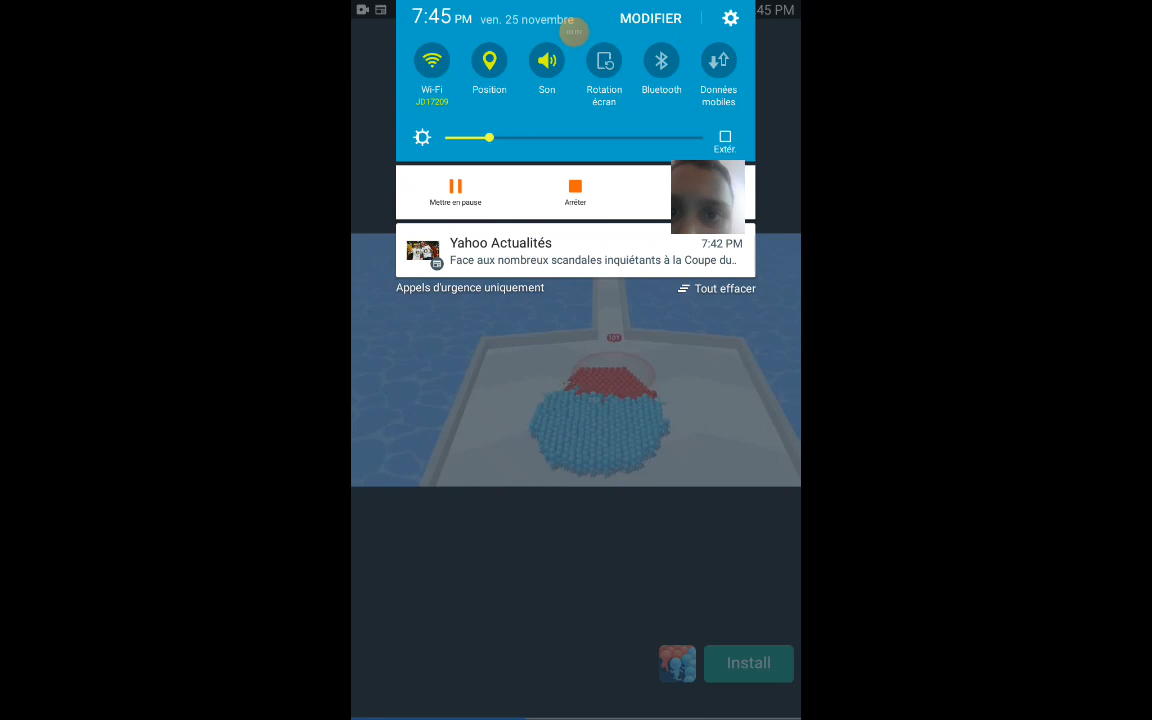 45 PM
7:45 PM ven. 25 novembre MODIFIER
Wi-Fi Position Son Rotation écran Bluetooth Données mobiles
JD17209
Extér.
Mettre en pause Arrêter
Yahoo Actualités 7:42 PM
Face aux nombreux scandales inquiétants à la Coupe du..
Appels d'urgence uniquement Tout effacer
Install